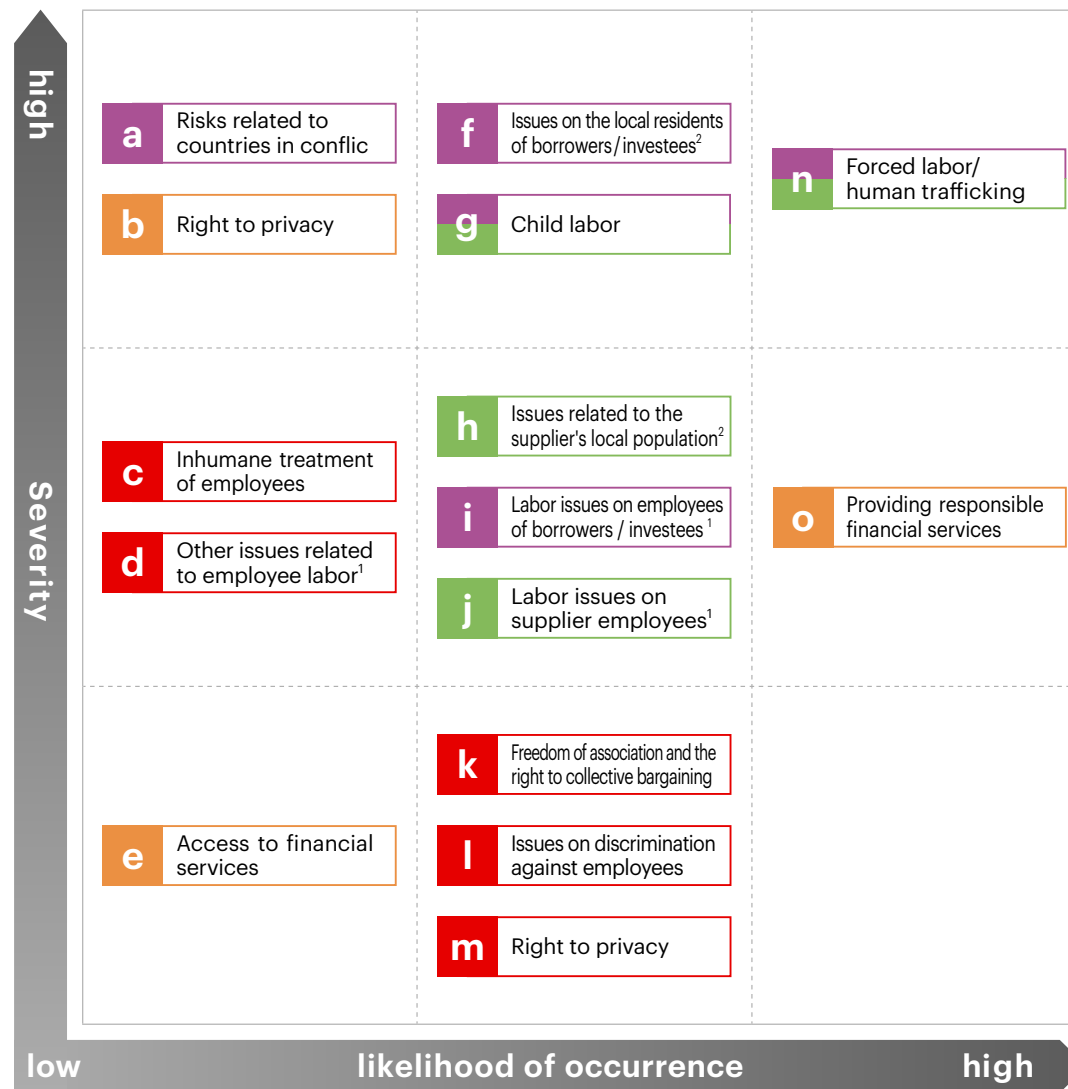 high
Severity
low
likelihood of occurrence
high
a
Risks related to
countries in conflic
b
Right to privacy
c
Inhumane treatment
of employees
d
Other issues related
to employee labor¹
e
Access to financial
services
f
Issues on the local residents
of borrowers/investees²
g
Child labor
h
Issues related to the
supplier's local population²
i
Labor issues on employees
of borrowers / investees ¹
j
Labor issues on
supplier employees¹
k
Freedom of association and the
right to collective bargaining
l
Issues on discrimination
against employees
m
Right to privacy
n
Forced labor/
human trafficking
o
Providing responsible
financial services